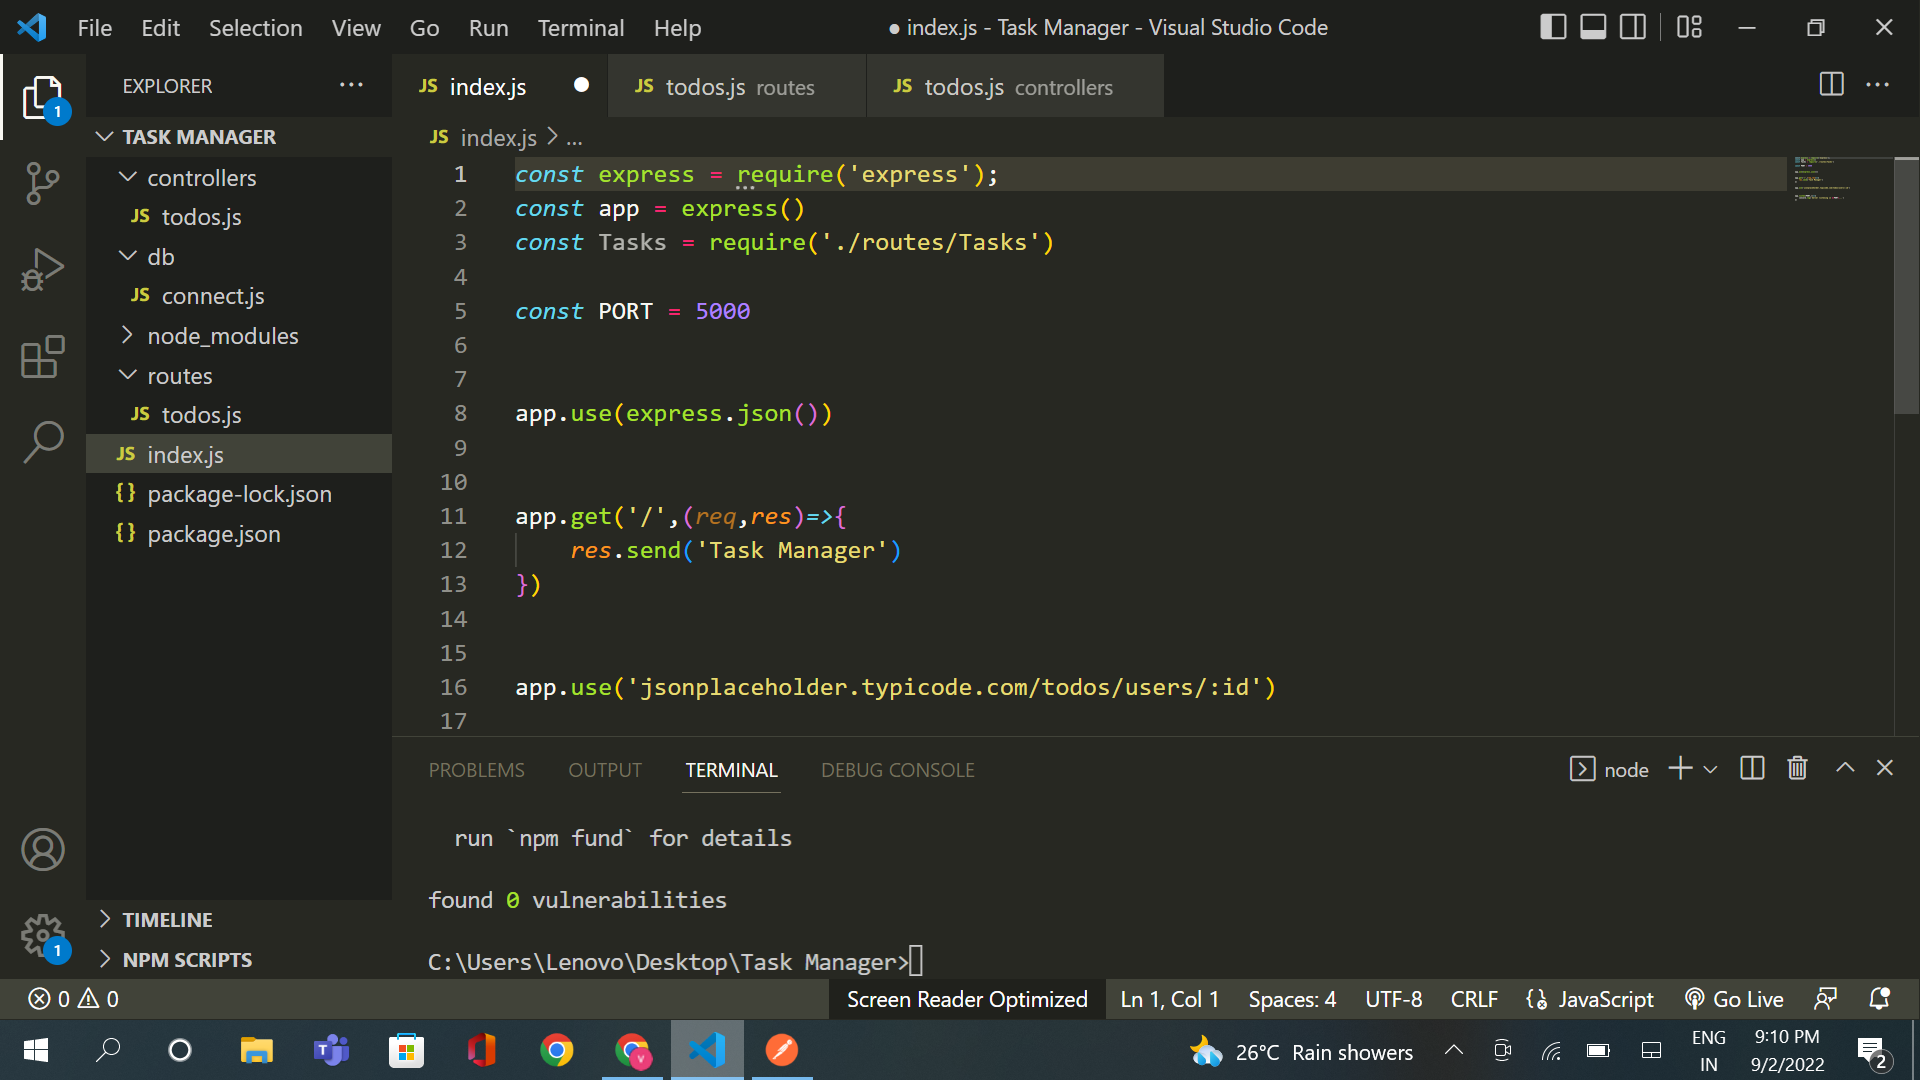 File Edit Selection View Go Run Terminal Help
● index.js - Task Manager - Visual Studio Code
EXPLORER
JS index.js
JS todos.js routes
JS todos.js controllers
TASK MANAGER
JS index.js > ...
controllers
JS todos.js
db
JS connect.js
node_modules
routes
JS todos.js
JS index.js
{} package-lock.json
{} package.json
TIMELINE
NPM SCRIPTS
1
1
1 const express = require('express');
2 const app = express()
3 const Tasks = require('./routes/Tasks')
4
5 const PORT = 5000
6
7
8 app.use(express.json())
9
10
11 app.get('/',(req,res)=>{
12 res.send('Task Manager')
13 })
14
15
16 app.use('jsonplaceholder.typicode.com/todos/users/:id')
17
PROBLEMS OUTPUT TERMINAL DEBUG CONSOLE
node
run `npm fund` for details
found 0 vulnerabilities
C:\Users\Lenovo\Desktop\Task Manager>
0 0
Screen Reader Optimized Ln 1, Col 1 Spaces: 4 UTF-8 CRLF JavaScript Go Live
26°C Rain showers
ENG
IN
9:10 PM
9/2/2022
2